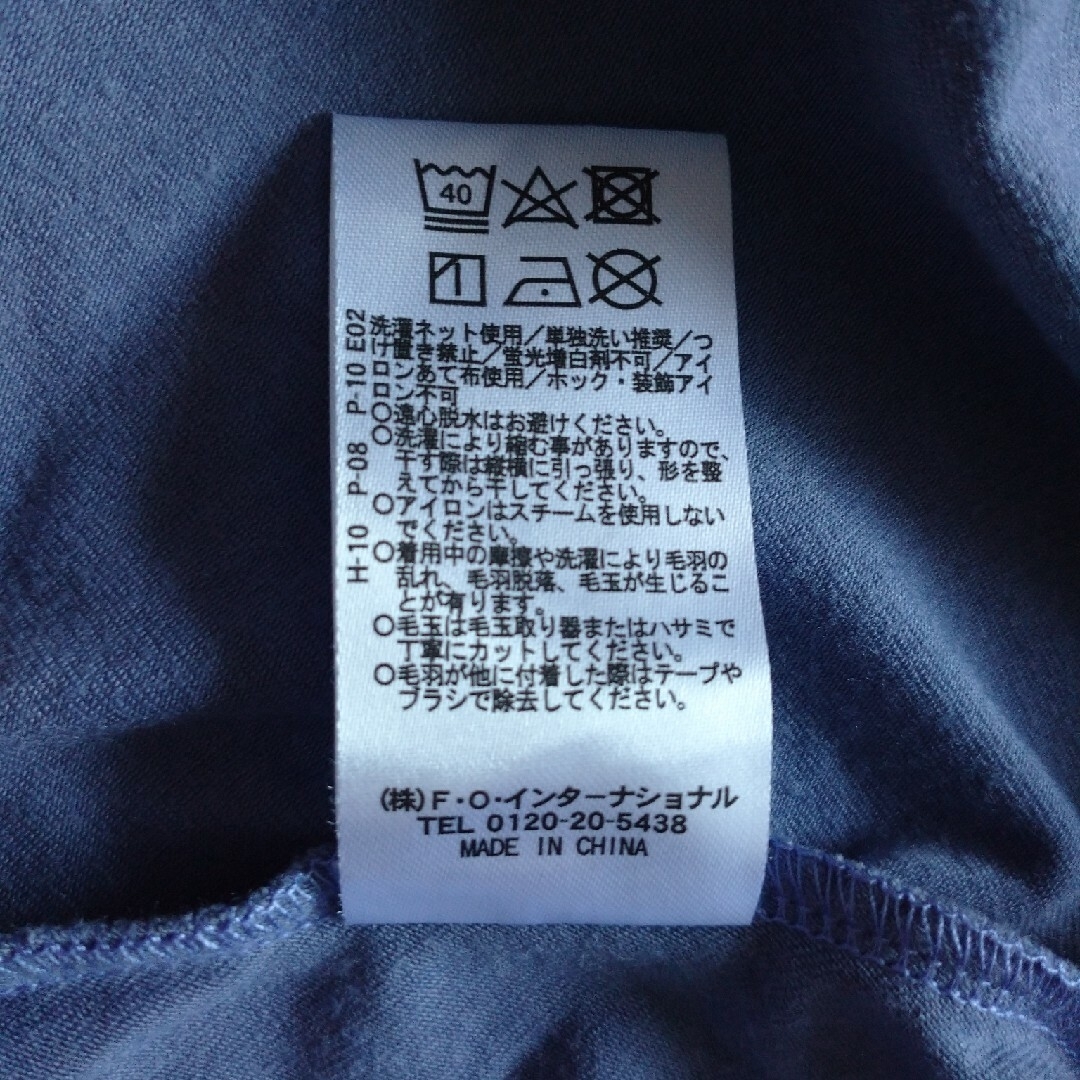 40
洗濯ネット使用/単独洗い推奨/つ
け置き禁止/蛍光増白剤不可/アイ
ロンあて布使用/ホック・装飾アイ
ロン不可
○遠心脱水はお避けください。
○洗濯により縮む事がありますので、
干す際は縦横に引っ張り、形を整
えてから干してください。
○アイロンはスチームを使用しない
でください。
○着用中の摩擦や洗濯により毛羽の
乱れ、毛羽脱落、毛玉が生じるこ
とが有ります。
○毛玉は毛玉取り器またはハサミで
丁寧にカットしてください。
○毛羽が他に付着した際はテープや
ブラシで除去してください。
H-10 P-08 P-10 E02
(株)F・O・インターナショナル
TEL 0120-20-5438
MADE IN CHINA